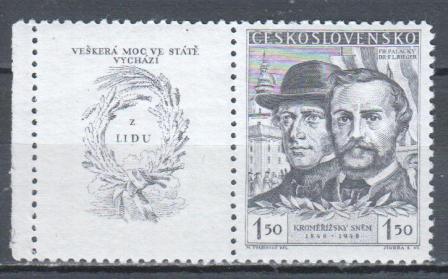 VEŠKERÁ MOC VE STÁTĚ
VYCHÁZÍ
Z
LIDU
ČESKOSLOVENSKO
FR. PALACKÝ
DR. F. L. RIEGER
1 50
KROMĚŘÍŽSKÝ SNĚM
1848-1948
1 50